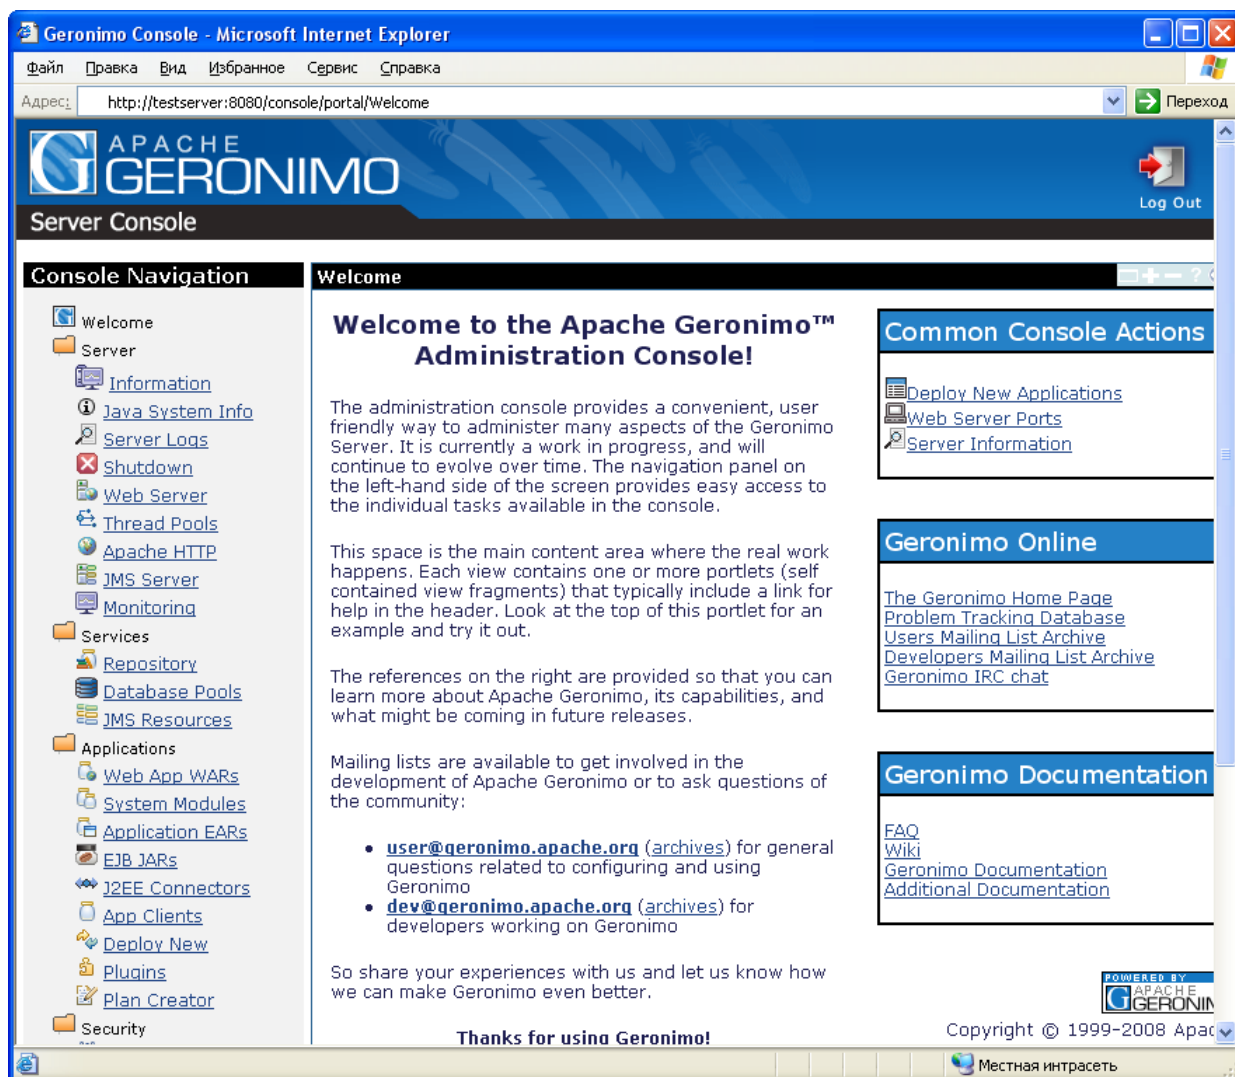 Geronimo Console - Microsoft Internet Explorer
Файл Правка Вид Избранное Сервис Справка
Адрес: http://testserver:8080/console/portal/Welcome Переход
APACHE
GERONIMO
Log Out
Server Console
Console Navigation
Welcome
Server
Information
Java System Info
Server Logs
Shutdown
Web Server
Thread Pools
Apache HTTP
JMS Server
Monitoring
Services
Repository
Database Pools
JMS Resources
Applications
Web App WARs
System Modules
Application EARs
EJB JARs
J2EE Connectors
App Clients
Deploy New
Plugins
Plan Creator
Security
Welcome
Welcome to the Apache Geronimo™
Administration Console!
The administration console provides a convenient, user
friendly way to administer many aspects of the Geronimo
Server. It is currently a work in progress, and will
continue to evolve over time. The navigation panel on
the left-hand side of the screen provides easy access to
the individual tasks available in the console.
This space is the main content area where the real work
happens. Each view contains one or more portlets (self
contained view fragments) that typically include a link for
help in the header. Look at the top of this portlet for an
example and try it out.
The references on the right are provided so that you can
learn more about Apache Geronimo, its capabilities, and
what might be coming in future releases.
Mailing lists are available to get involved in the
development of Apache Geronimo or to ask questions of
the community:
• user@geronimo.apache.org (archives) for general
questions related to configuring and using
Geronimo
• dev@geronimo.apache.org (archives) for
developers working on Geronimo
So share your experiences with us and let us know how
we can make Geronimo even better.
Thanks for using Geronimo!
Common Console Actions
Deploy New Applications
Web Server Ports
Server Information
Geronimo Online
The Geronimo Home Page
Problem Tracking Database
Users Mailing List Archive
Developers Mailing List Archive
Geronimo IRC chat
Geronimo Documentation
FAQ
Wiki
Geronimo Documentation
Additional Documentation
POWERED BY
APACHE
GERONIM
Copyright © 1999-2008 Apac
Местная интрасеть